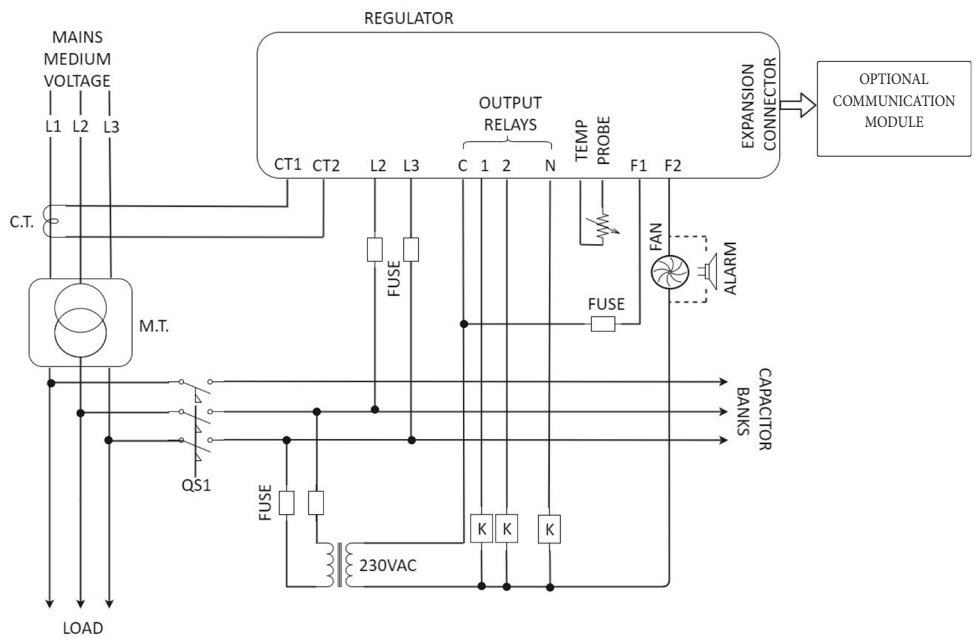 REGULATOR
MAINS
MEDIUM
VOLTAGE
L1 L2 L3
OUTPUT
RELAYS
TEMP
PROBE
EXPANSION
CONNECTOR
OPTIONAL
COMMUNICATION
MODULE
CT1 CT2 L2 L3 C 1 2 N F1 F2
C.T.
FUSE
FAN
ALARM
FUSE
M.T.
CAPACITOR
BANKS
QS1
FUSE
K K K
230VAC
LOAD